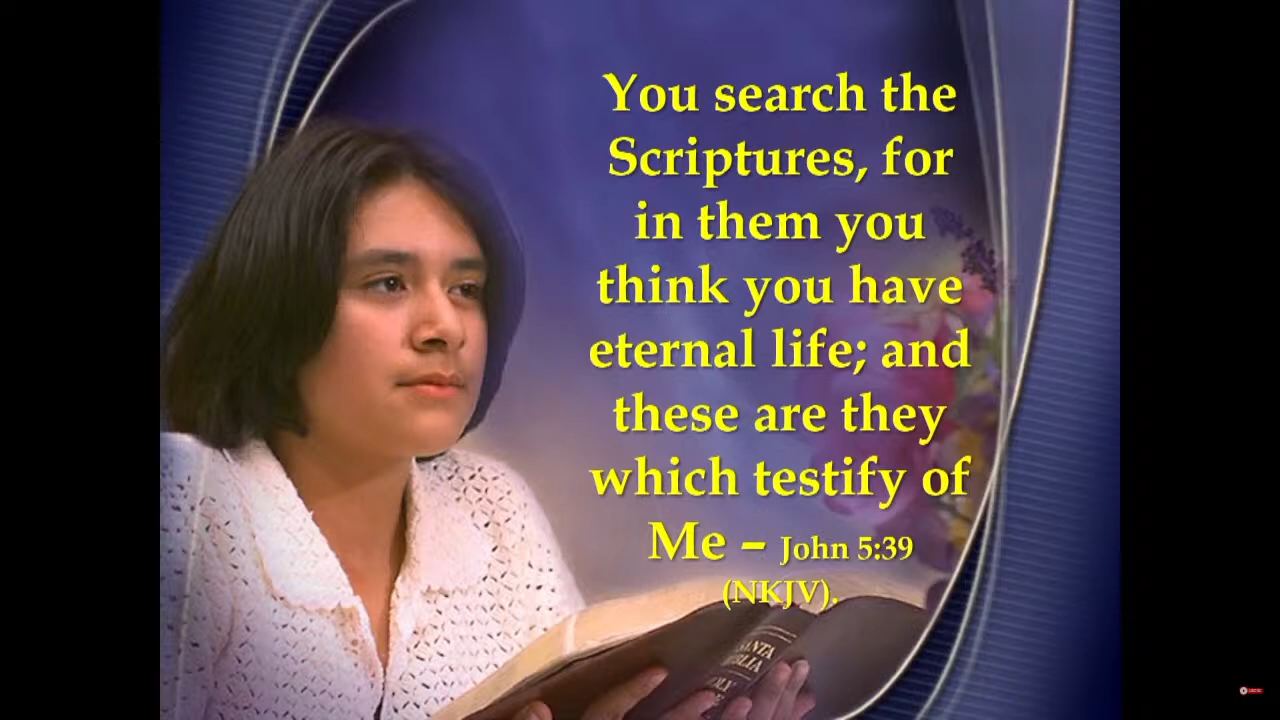 You search the
Scriptures, for
in them you
think you have
eternal life; and
these are they
which testify of
Me – John 5:39
(NKJV).
SANTA
BIBLIA